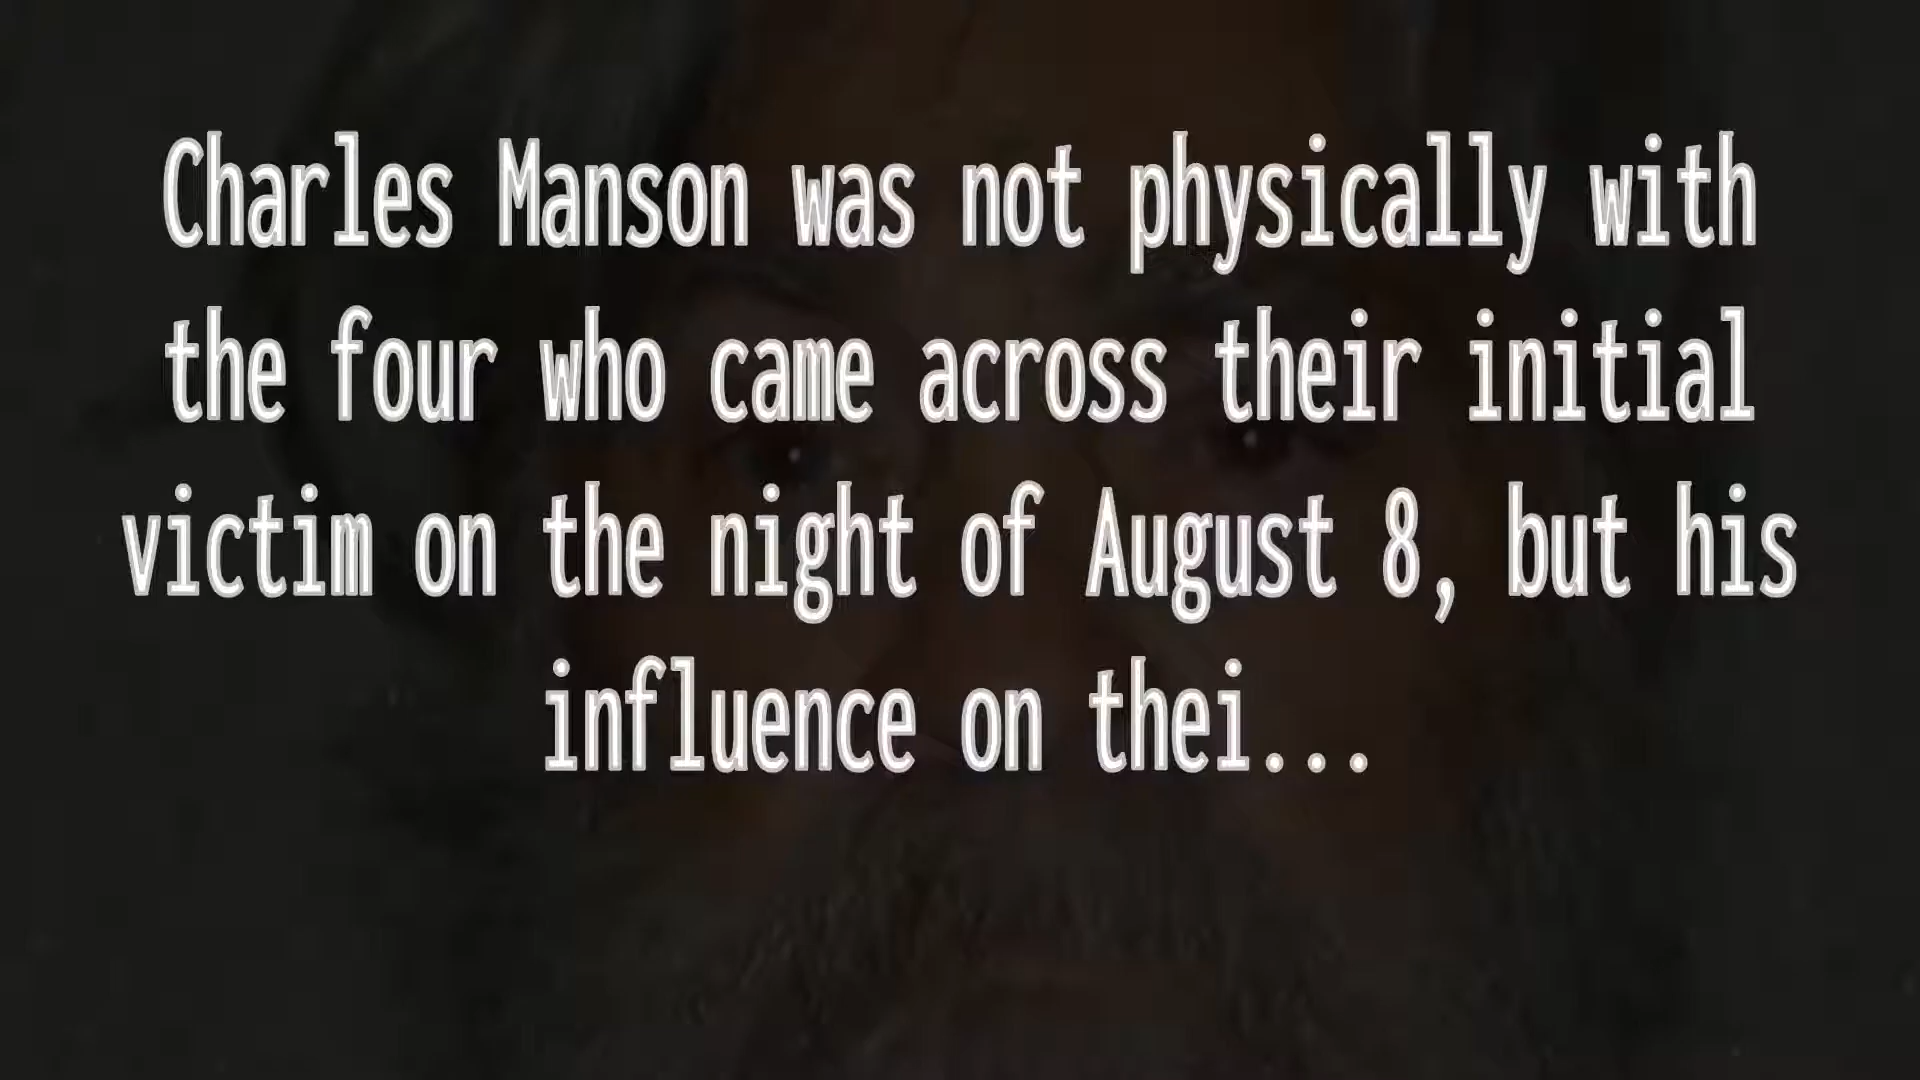 Charles Manson was not physically with
the four who came across their initial
victim on the night of August 8, but his
influence on thei...